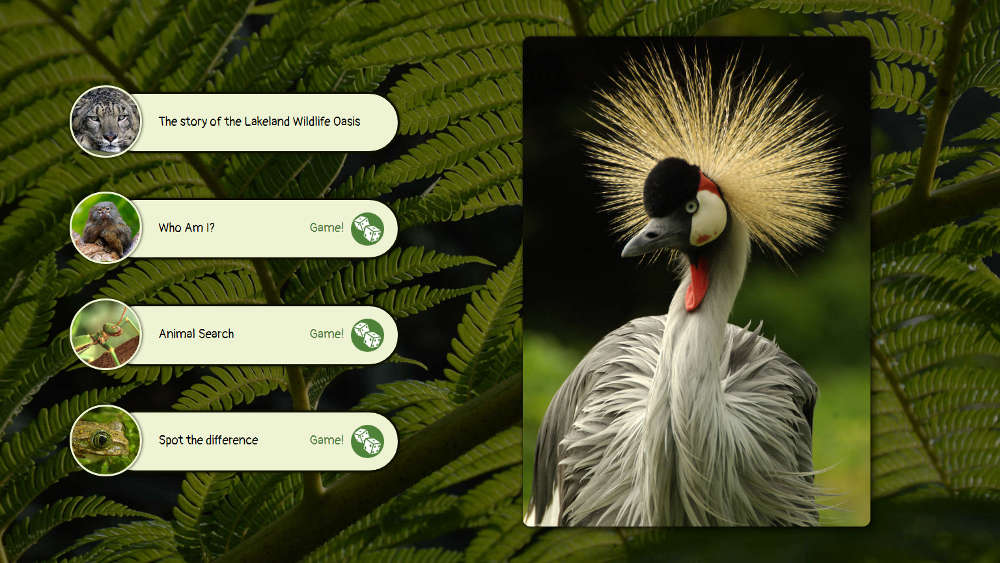 The story of the Lakeland Wildlife Oasis
Who Am I? Game!
Animal Search Game!
Spot the difference Game!